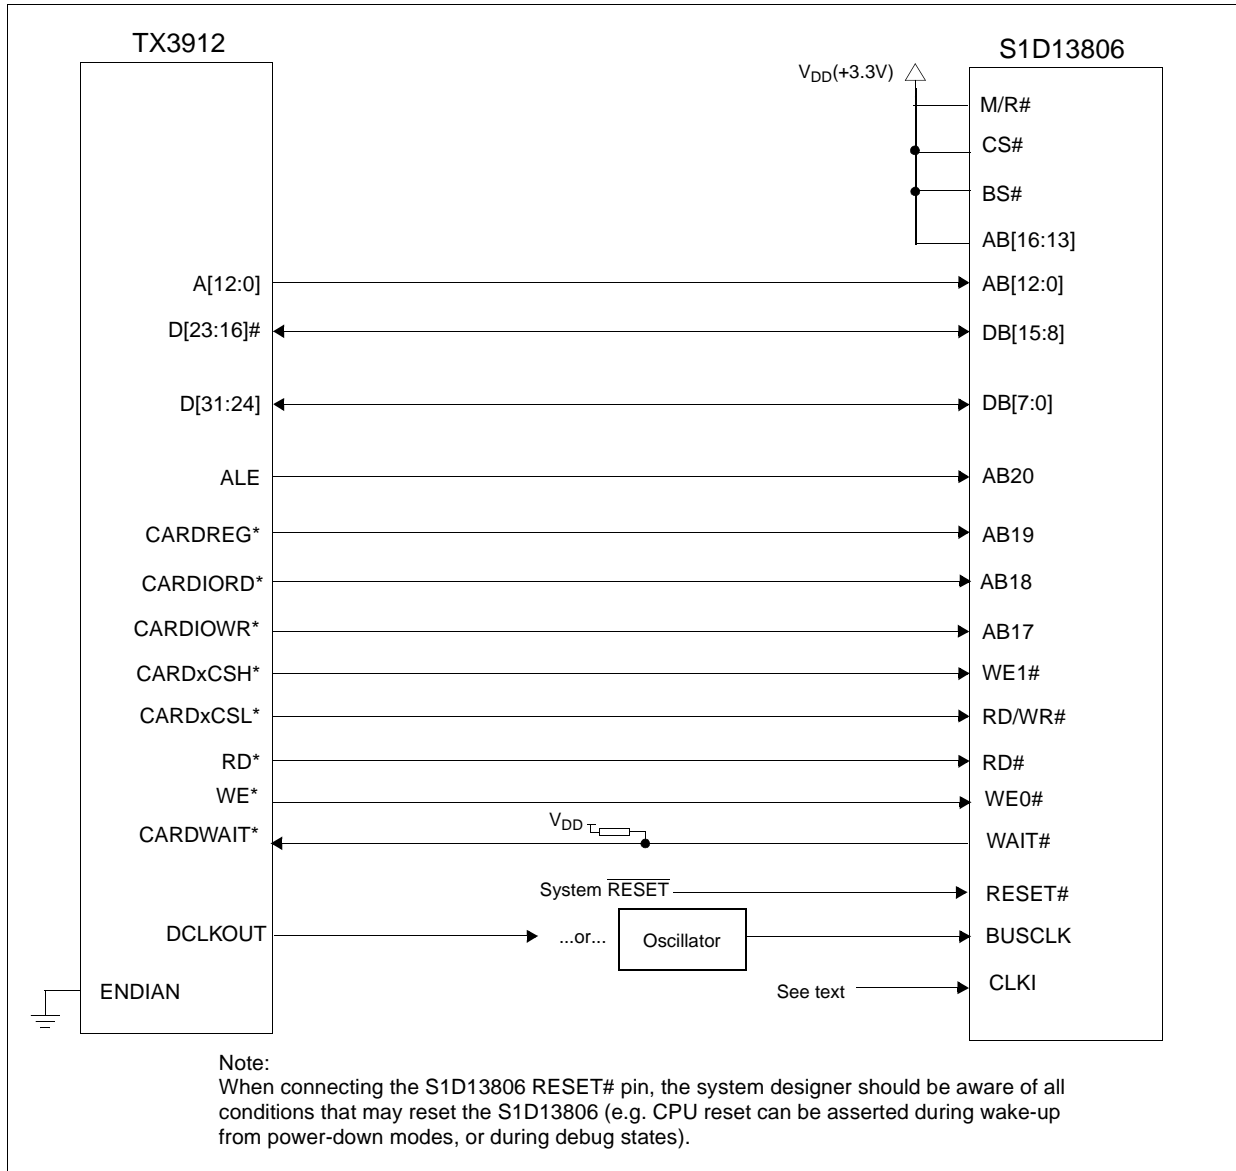 TX3912
S1D13806
VDD(+3.3V)
M/R#
CS#
BS#
AB[16:13]
A[12:0]
AB[12:0]
D[23:16]#
DB[15:8]
D[31:24]
DB[7:0]
ALE
AB20
CARDREG*
AB19
CARDIORD*
AB18
CARDIOWR*
AB17
CARDxCSH*
WE1#
CARDxCSL*
RD/WR#
RD*
RD#
WE*
WE0#
VDD
CARDWAIT*
WAIT#
System RESET
RESET#
DCLKOUT
...or...
Oscillator
BUSCLK
ENDIAN
See text
CLKI
Note:
When connecting the S1D13806 RESET# pin, the system designer should be aware of all
conditions that may reset the S1D13806 (e.g. CPU reset can be asserted during wake-up
from power-down modes, or during debug states).